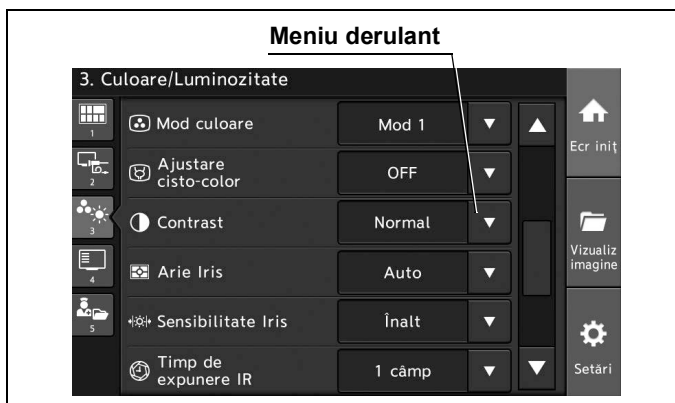 Meniu derulant
3. Culoare/Luminozitate
1
Mod culoare
Mod 1
Ecr iniț
2
Ajustare
cisto-color
OFF
3
Contrast
Normal
Vizualiz
imagine
4
Arie Iris
Auto
5
Sensibilitate Iris
Înalt
Timp de
expunere IR
1 câmp
Setări